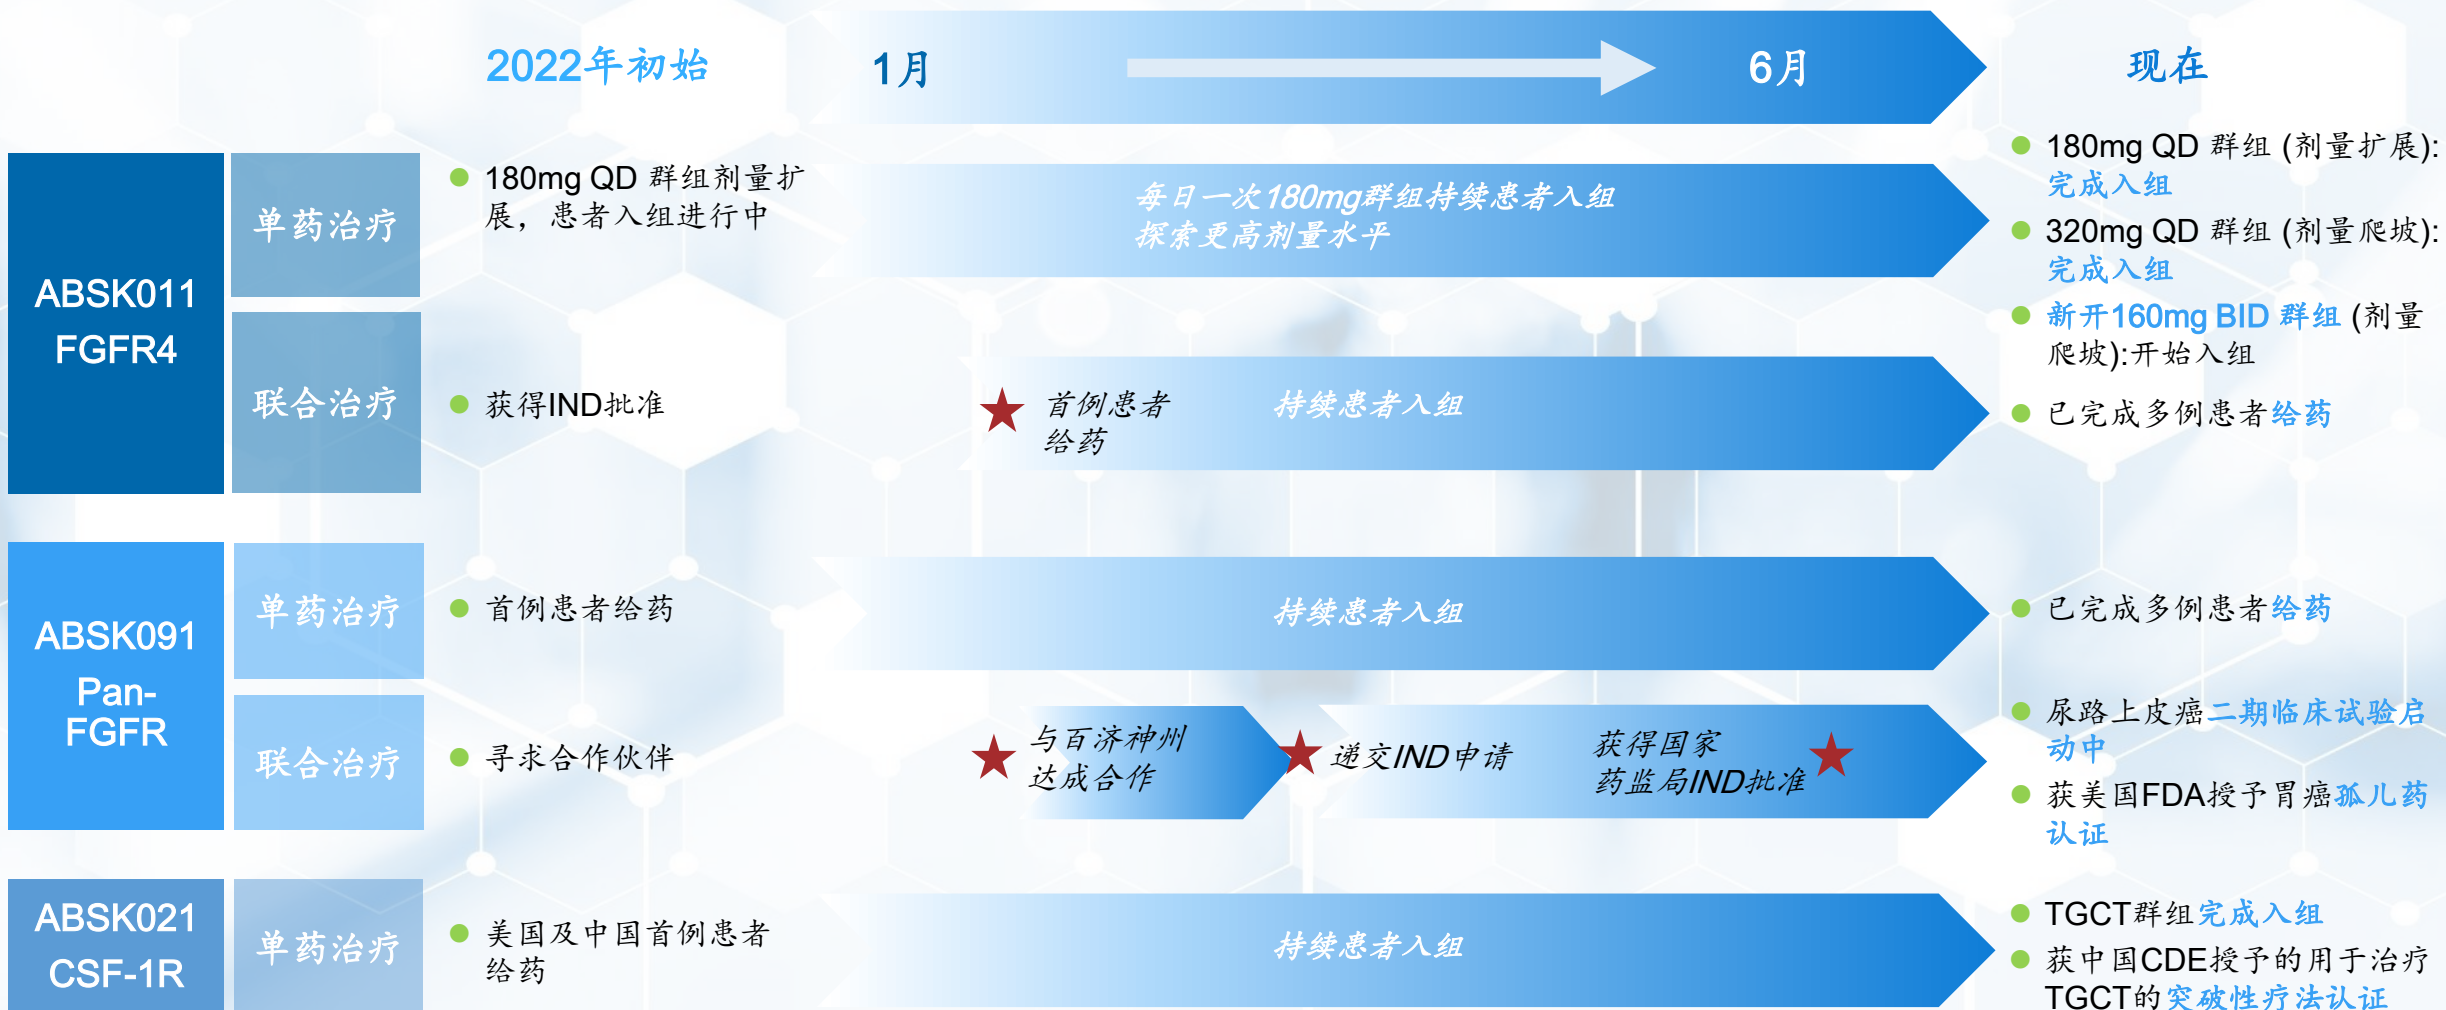 2022年初始
1月
6月
现在
ABSK011
FGFR4
单药治疗
180mg QD 群组剂量扩
展，患者入组进行中
每日一次180mg群组持续患者入组
探索更高剂量水平
180mg QD 群组 (剂量扩展):
完成入组
320mg QD 群组 (剂量爬坡):
完成入组
新开160mg BID 群组 (剂量
爬坡):开始入组
联合治疗
获得IND批准
首例患者
给药
持续患者入组
已完成多例患者给药
ABSK091
Pan-
FGFR
单药治疗
首例患者给药
持续患者入组
已完成多例患者给药
联合治疗
寻求合作伙伴
与百济神州
达成合作
递交IND申请
获得国家
药监局IND批准
尿路上皮癌二期临床试验启
动中
获美国FDA授予胃癌孤儿药
认证
ABSK021
CSF-1R
单药治疗
美国及中国首例患者
给药
持续患者入组
TGCT群组完成入组
获中国CDE授予的用于治疗
TGCT的突破性疗法认证